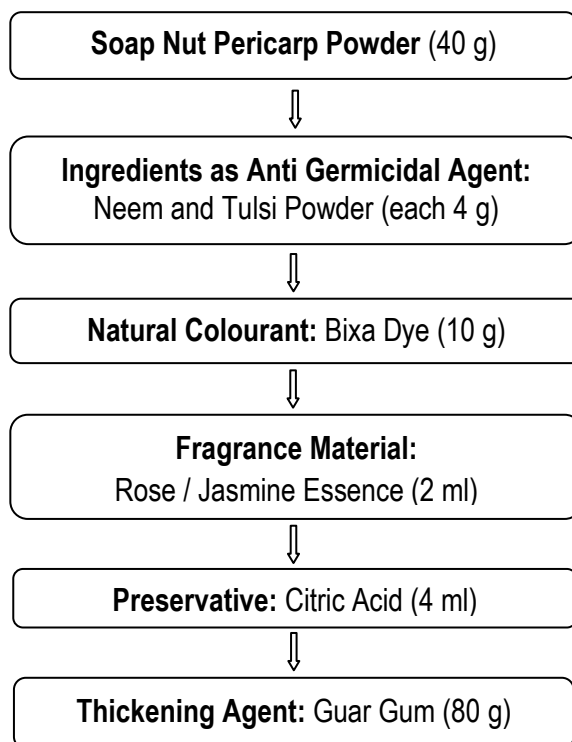 Soap Nut Pericarp Powder (40 g)
Ingredients as Anti Germicidal Agent:
Neem and Tulsi Powder (each 4 g)
Natural Colourant: Bixa Dye (10 g)
Fragrance Material:
Rose / Jasmine Essence (2 ml)
Preservative: Citric Acid (4 ml)
Thickening Agent: Guar Gum (80 g)